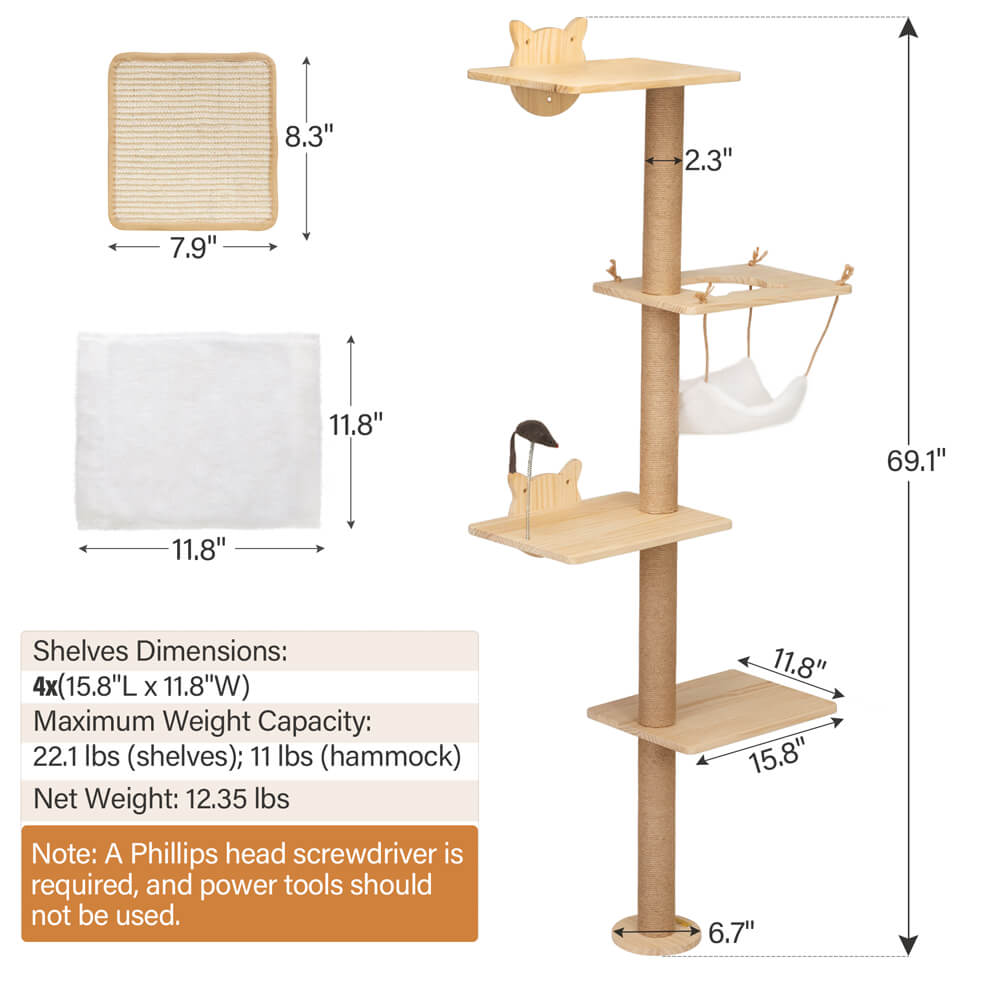 8.3"
7.9"
11.8"
11.8"
2.3"
69.1"
11.8"
15.8"
6.7"
Shelves Dimensions:
4x(15.8"L x 11.8"W)
Maximum Weight Capacity:
22.1 lbs (shelves); 11 lbs (hammock)
Net Weight: 12.35 lbs
Note: A Phillips head screwdriver is
required, and power tools should
not be used.